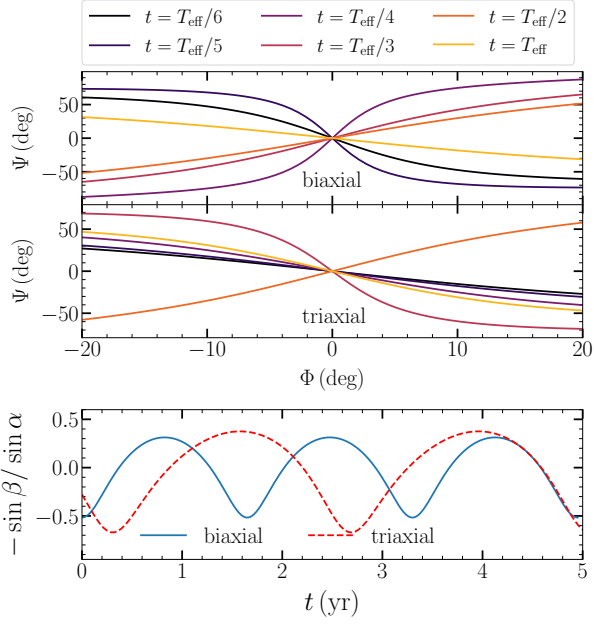 t = T_eff/6 t = T_eff/4 t = T_eff/2
t = T_eff/5 t = T_eff/3 t = T_eff
50
0
−50
Ψ (deg)
biaxial
50
0
−50
Ψ (deg)
triaxial
−20 −10 0 10 20
Φ (deg)
0.5
0.0
−0.5
− sin β/ sin α
biaxial triaxial
0 1 2 3 4 5
t (yr)